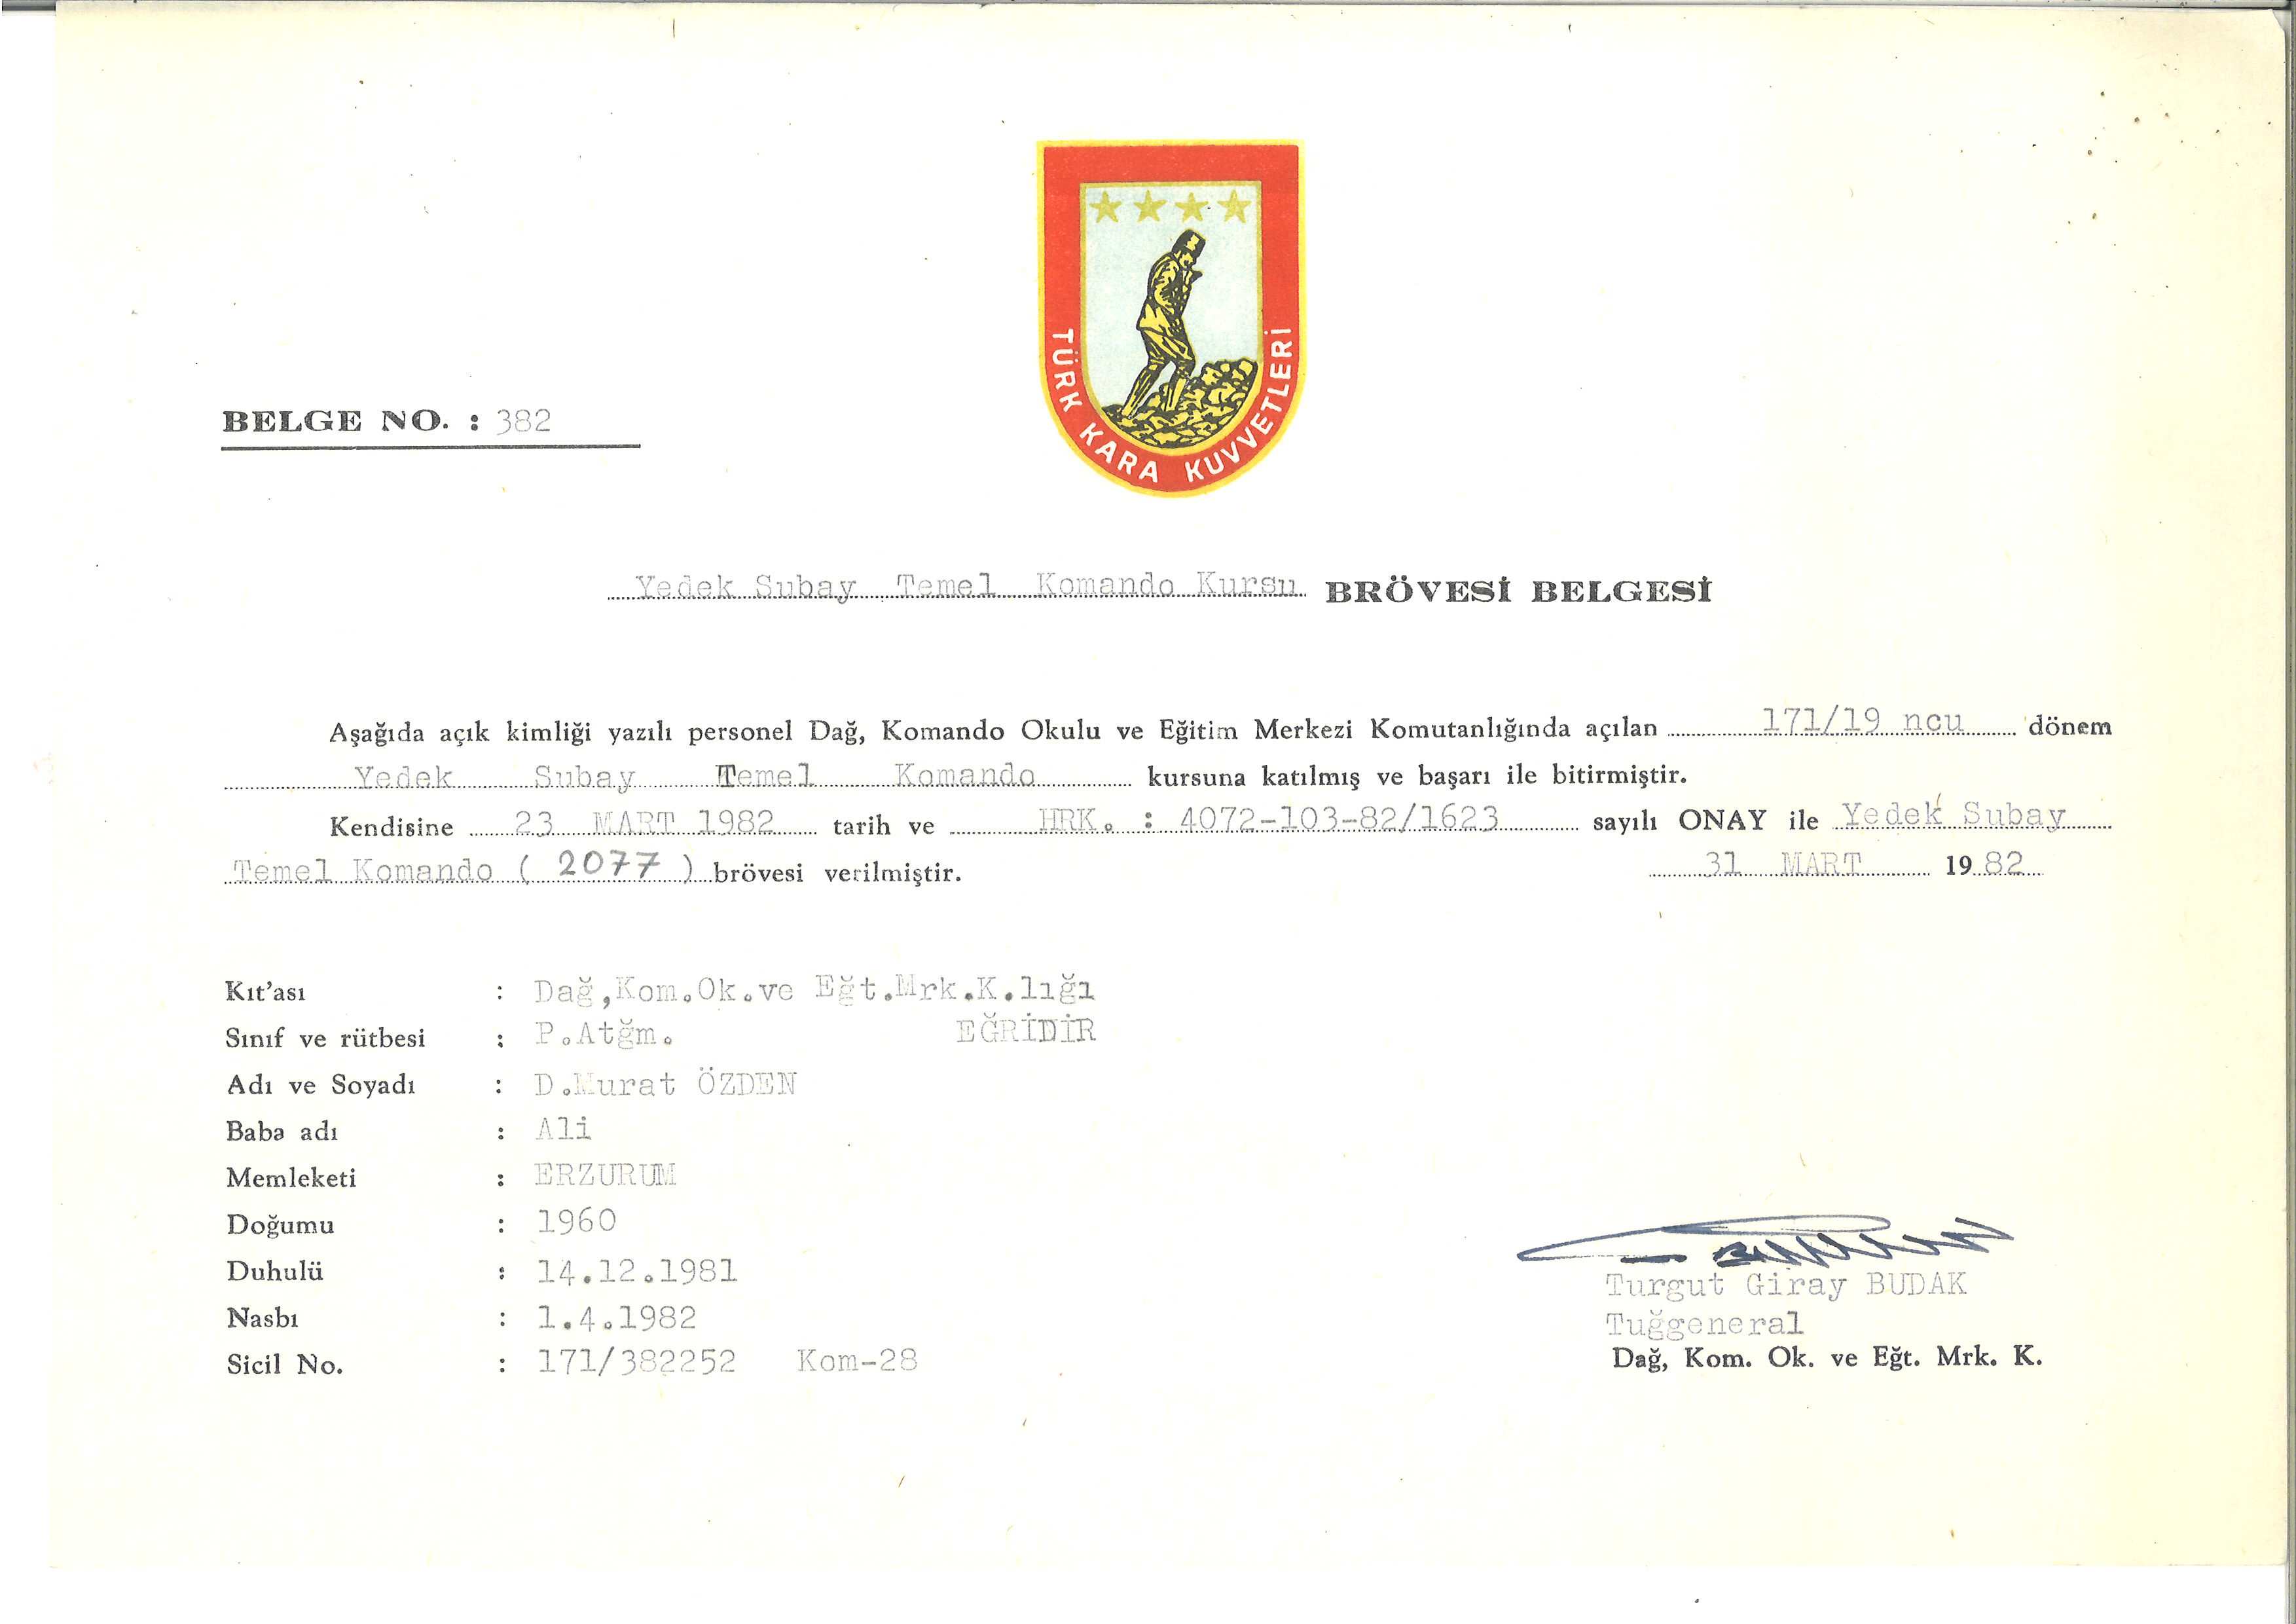 TÜRK KARA KUVVETLERİ
BELGE NO. : 382
Yedek Subay Temel Komando Kursu BRÖVESİ BELGESİ
Aşağıda açık kimliği yazılı personel Dağ, Komando Okulu ve Eğitim Merkezi Komutanlığında açılan 171/19 ncu dönem
Yedek Subay Temel Komando kursuna katılmış ve başarı ile bitirmiştir.
Kendisine 23 MART 1982 tarih ve HRK. : 4072-103-82/1623 sayılı ONAY ile Yedek Subay
Temel Komando ( 2077 ) brövesi verilmiştir. 31 MART 1982
Kıt'ası : Dağ,Kom.Ok.ve Eğt.Mrk.K.lığı
Sınıf ve rütbesi : P.Atğm. EĞRİDİR
Adı ve Soyadı : D.Murat ÖZDEN
Baba adı : Ali
Memleketi : ERZURUM
Doğumu : 1960
Duhulü : 14.12.1981
Nasbı : 1.4.1982
Sicil No. : 171/382252 Kom-28
Turgut Giray BUDAK
Tuğgeneral
Dağ, Kom. Ok. ve Eğt. Mrk. K.